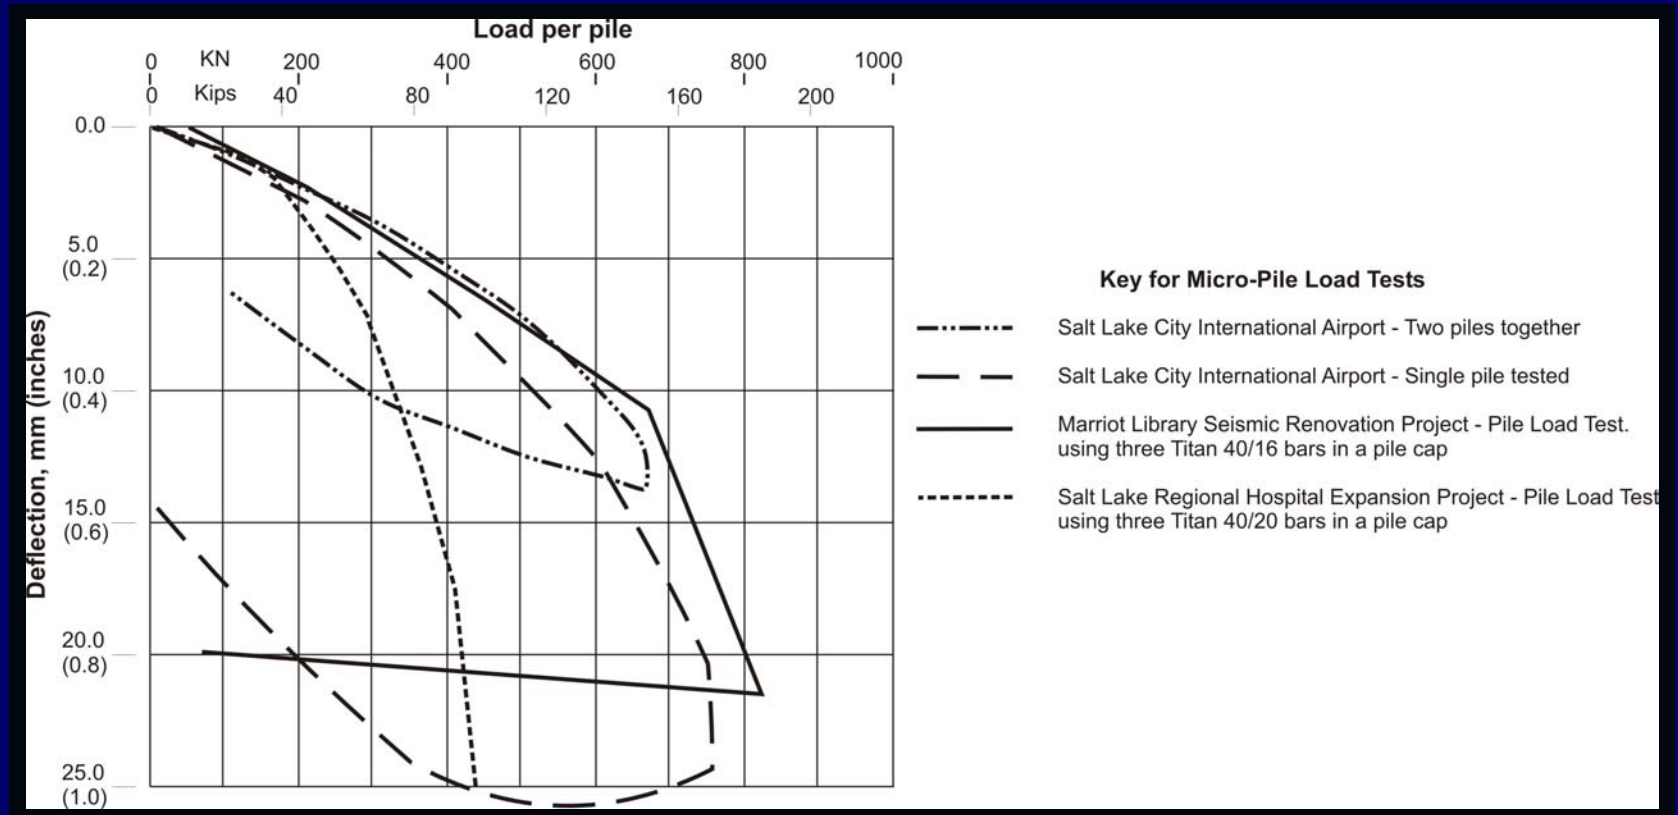 Load per pile
0 KN 200 400 600 800 1000
0 Kips 40 80 120 160 200
0.0
5.0
(0.2)
10.0
(0.4)
15.0
(0.6)
20.0
(0.8)
25.0
(1.0)
Deflection, mm (inches)
Key for Micro-Pile Load Tests
Salt Lake City International Airport - Two piles together
Salt Lake City International Airport - Single pile tested
Marriot Library Seismic Renovation Project - Pile Load Test.
using three Titan 40/16 bars in a pile cap
Salt Lake Regional Hospital Expansion Project - Pile Load Test
using three Titan 40/20 bars in a pile cap